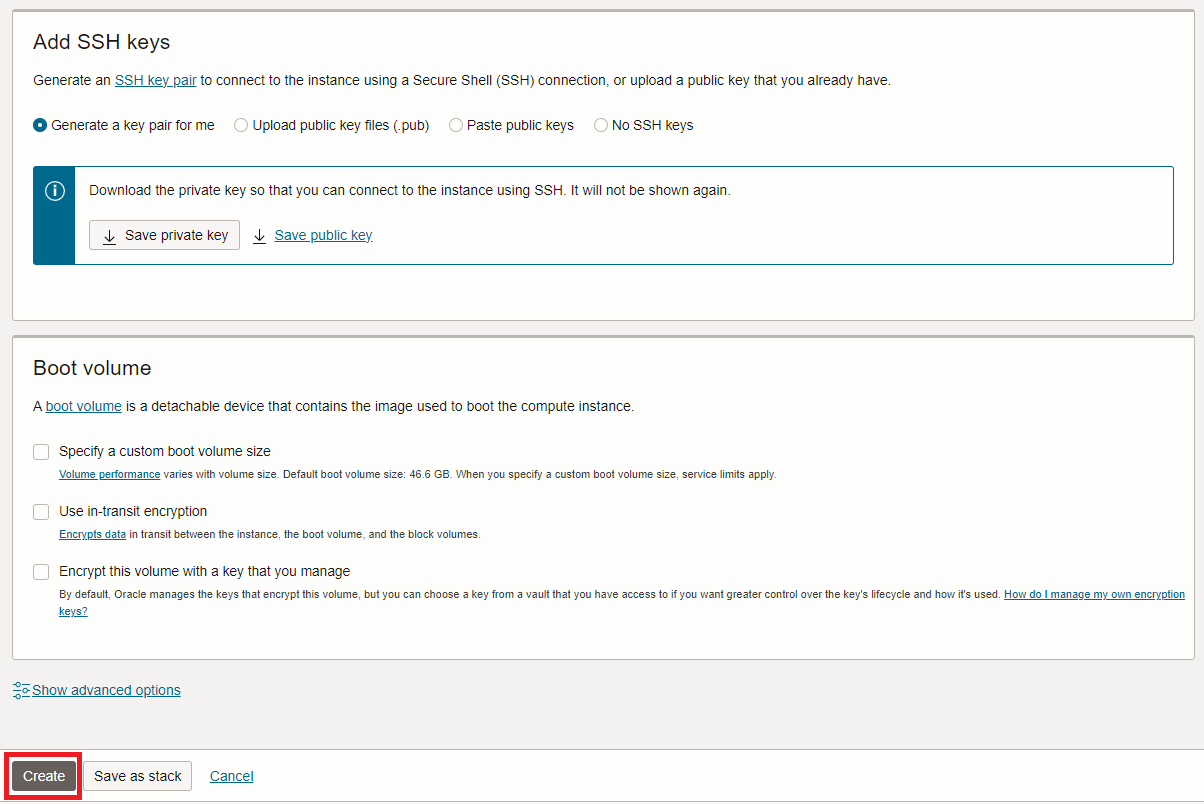 Add SSH keys
Generate an SSH key pair to connect to the instance using a Secure Shell (SSH) connection, or upload a public key that you already have.
Generate a key pair for me Upload public key files (.pub) Paste public keys No SSH keys
Download the private key so that you can connect to the instance using SSH. It will not be shown again.
Save private key Save public key
Boot volume
A boot volume is a detachable device that contains the image used to boot the compute instance.
Specify a custom boot volume size
Volume performance varies with volume size. Default boot volume size: 46.6 GB. When you specify a custom boot volume size, service limits apply.
Use in-transit encryption
Encrypts data in transit between the instance, the boot volume, and the block volumes.
Encrypt this volume with a key that you manage
By default, Oracle manages the keys that encrypt this volume, but you can choose a key from a vault that you have access to if you want greater control over the key's lifecycle and how it's used. How do I manage my own encryption
keys?
Show advanced options
Create Save as stack Cancel